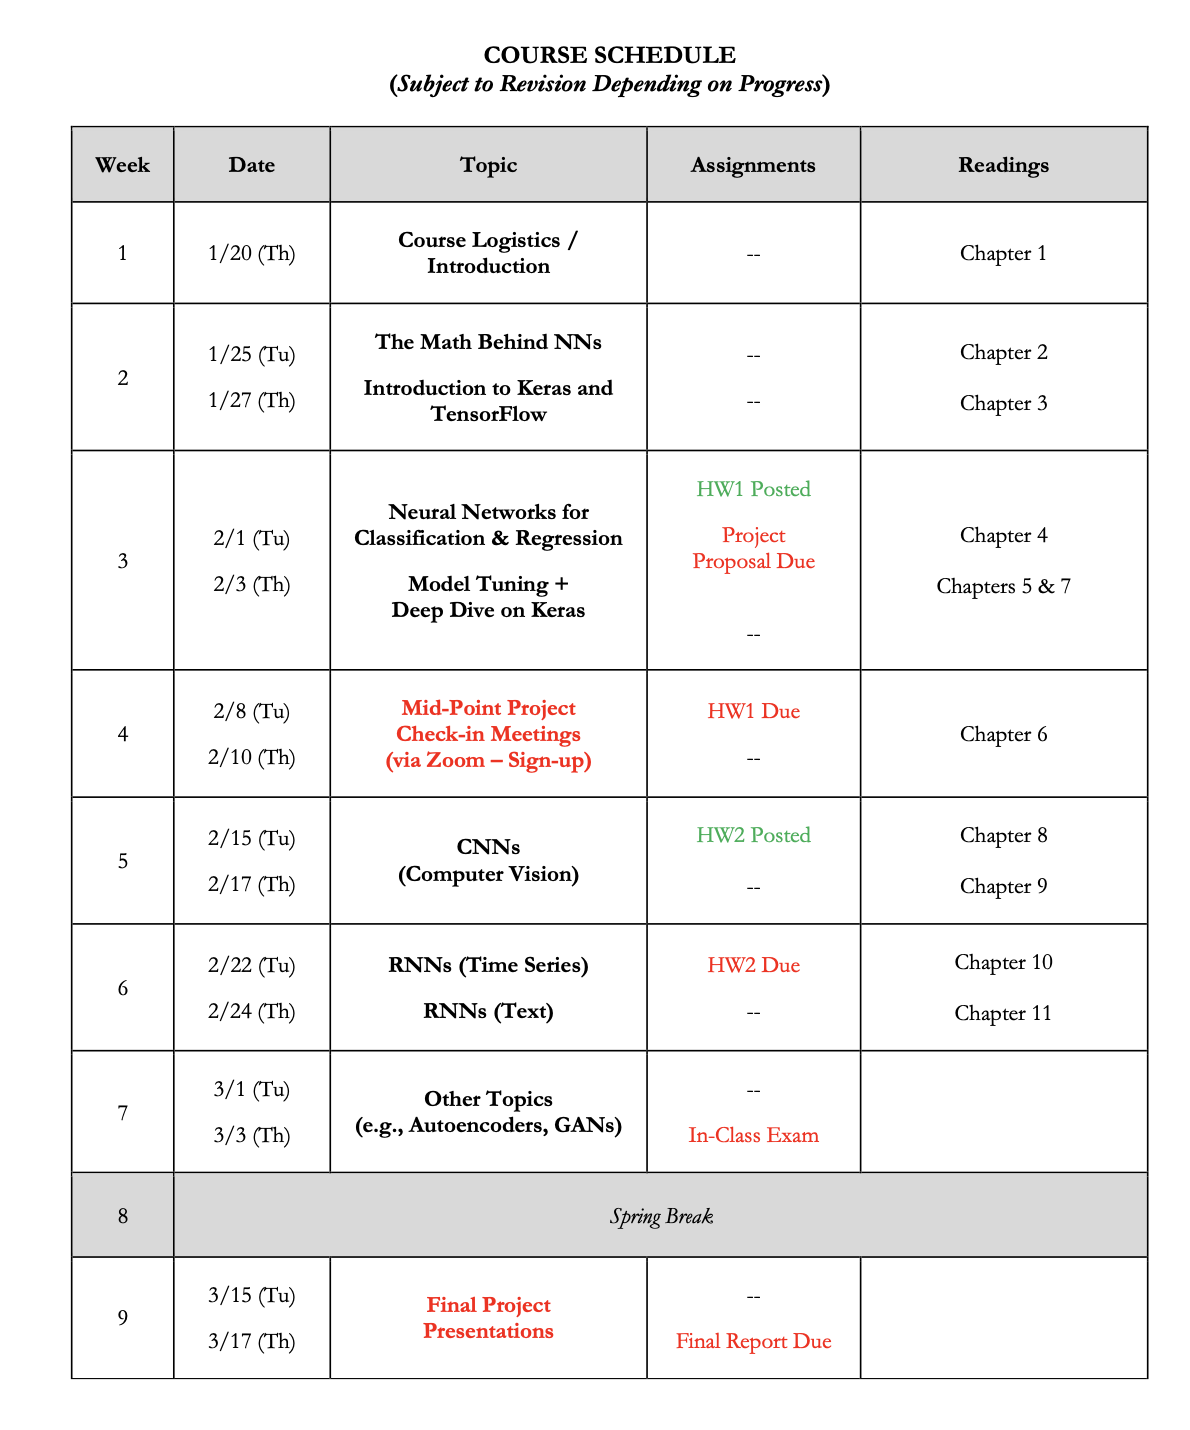 COURSE SCHEDULE
(Subject to Revision Depending on Progress)
Week Date Topic Assignments Readings
1 1/20 (Th) Course Logistics / -- Chapter 1
Introduction
2
1/25 (Tu) The Math Behind NNs -- Chapter 2
1/27 (Th) Introduction to Keras and -- Chapter 3
TensorFlow
3
2/1 (Tu)
2/3 (Th)
Neural Networks for
Classification & Regression
Model Tuning +
Deep Dive on Keras
HW1 Posted
Project
Proposal Due
--
Chapter 4
Chapters 5 & 7
4
2/8 (Tu)
2/10 (Th)
Mid-Point Project
Check-in Meetings
(via Zoom – Sign-up)
HW1 Due
--
Chapter 6
5
2/15 (Tu)
2/17 (Th)
CNNs
(Computer Vision)
HW2 Posted
--
Chapter 8
Chapter 9
6
2/22 (Tu)
2/24 (Th)
RNNs (Time Series)
RNNs (Text)
HW2 Due
--
Chapter 10
Chapter 11
7
3/1 (Tu)
3/3 (Th)
Other Topics
(e.g., Autoencoders, GANs)
--
In-Class Exam
8 Spring Break
9
3/15 (Tu)
3/17 (Th)
Final Project
Presentations
--
Final Report Due